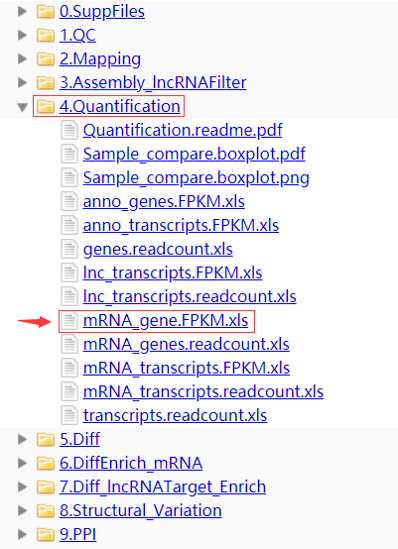 0.SuppFiles
1.QC
2.Mapping
3.Assembly_lncRNAFilter
4.Quantification
Quantification.readme.pdf
Sample_compare.boxplot.pdf
Sample_compare.boxplot.png
anno_genes.FPKM.xls
anno_transcripts.FPKM.xls
genes.readcount.xls
lnc_transcripts.FPKM.xls
lnc_transcripts.readcount.xls
mRNA_gene.FPKM.xls
mRNA_genes.readcount.xls
mRNA_transcripts.FPKM.xls
mRNA_transcripts.readcount.xls
transcripts.readcount.xls
5.Diff
6.DiffEnrich_mRNA
7.Diff_lncRNATarget_Enrich
8.Structural_Variation
9.PPI